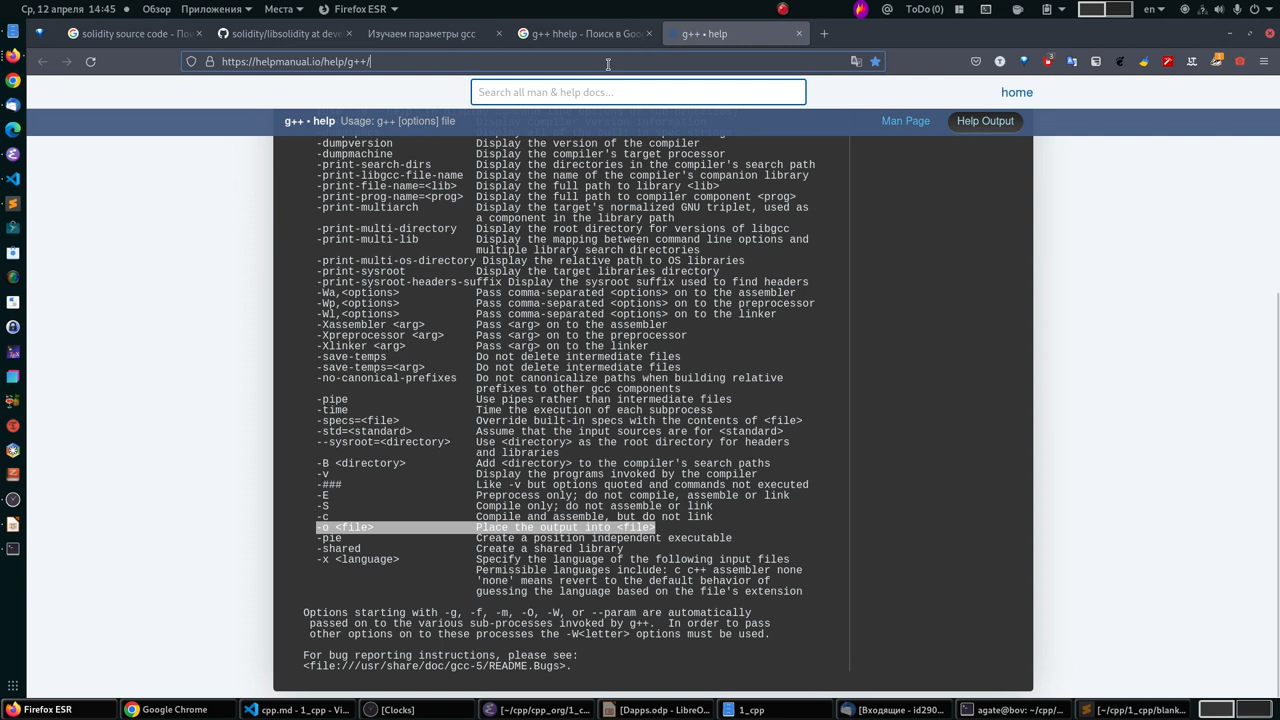 Ср, 12 апреля 14:45 Обзор Приложения Места Firefox ESR ToDo (0) en
solidity source code - По
solidity/libsolidity at deve
Изучаем параметры gcc
g++ hhelp - Поиск в Goo
g++ • help
https://helpmanual.io/help/g++/
Search all man & help docs...
home
g++ • help Usage: g++ [options] file
Man Page Help Output
-dumpversion Display the version of the compiler
-dumpmachine Display the compiler's target processor
-print-search-dirs Display the directories in the compiler's search path
-print-libgcc-file-name Display the name of the compiler's companion library
-print-file-name=<lib> Display the full path to library <lib>
-print-prog-name=<prog> Display the full path to compiler component <prog>
-print-multiarch Display the target's normalized GNU triplet, used as
a component in the library path
-print-multi-directory Display the root directory for versions of libgcc
-print-multi-lib Display the mapping between command line options and
multiple library search directories
-print-multi-os-directory Display the relative path to OS libraries
-print-sysroot Display the target libraries directory
-print-sysroot-headers-suffix Display the sysroot suffix used to find headers
-Wa,<options> Pass comma-separated <options> on to the assembler
-Wp,<options> Pass comma-separated <options> on to the preprocessor
-Wl,<options> Pass comma-separated <options> on to the linker
-Xassembler <arg> Pass <arg> on to the assembler
-Xpreprocessor <arg> Pass <arg> on to the preprocessor
-Xlinker <arg> Pass <arg> on to the linker
-save-temps Do not delete intermediate files
-save-temps=<arg> Do not delete intermediate files
-no-canonical-prefixes Do not canonicalize paths when building relative
prefixes to other gcc components
-pipe Use pipes rather than intermediate files
-time Time the execution of each subprocess
-specs=<file> Override built-in specs with the contents of <file>
-std=<standard> Assume that the input sources are for <standard>
--sysroot=<directory> Use <directory> as the root directory for headers
and libraries
-B <directory> Add <directory> to the compiler's search paths
-v Display the programs invoked by the compiler
-### Like -v but options quoted and commands not executed
-E Preprocess only; do not compile, assemble or link
-S Compile only; do not assemble or link
-c Compile and assemble, but do not link
-o <file> Place the output into <file>
-pie Create a position independent executable
-shared Create a shared library
-x <language> Specify the language of the following input files
Permissible languages include: c c++ assembler none
'none' means revert to the default behavior of
guessing the language based on the file's extension
Options starting with -g, -f, -m, -O, -W, or --param are automatically
passed on to the various sub-processes invoked by g++. In order to pass
other options on to these processes the -W<letter> options must be used.
For bug reporting instructions, please see:
<file:///usr/share/doc/gcc-5/README.Bugs>.
Firefox ESR
Google Chrome
cpp.md - 1_cpp - Vi...
[Clocks]
[~/cpp/cpp_org/1_c...
[Dapps.odp - LibreO...
1_cpp
[Входящие - id290...
agate@bov: ~/cpp/...
[~/cpp/1_cpp/blank...